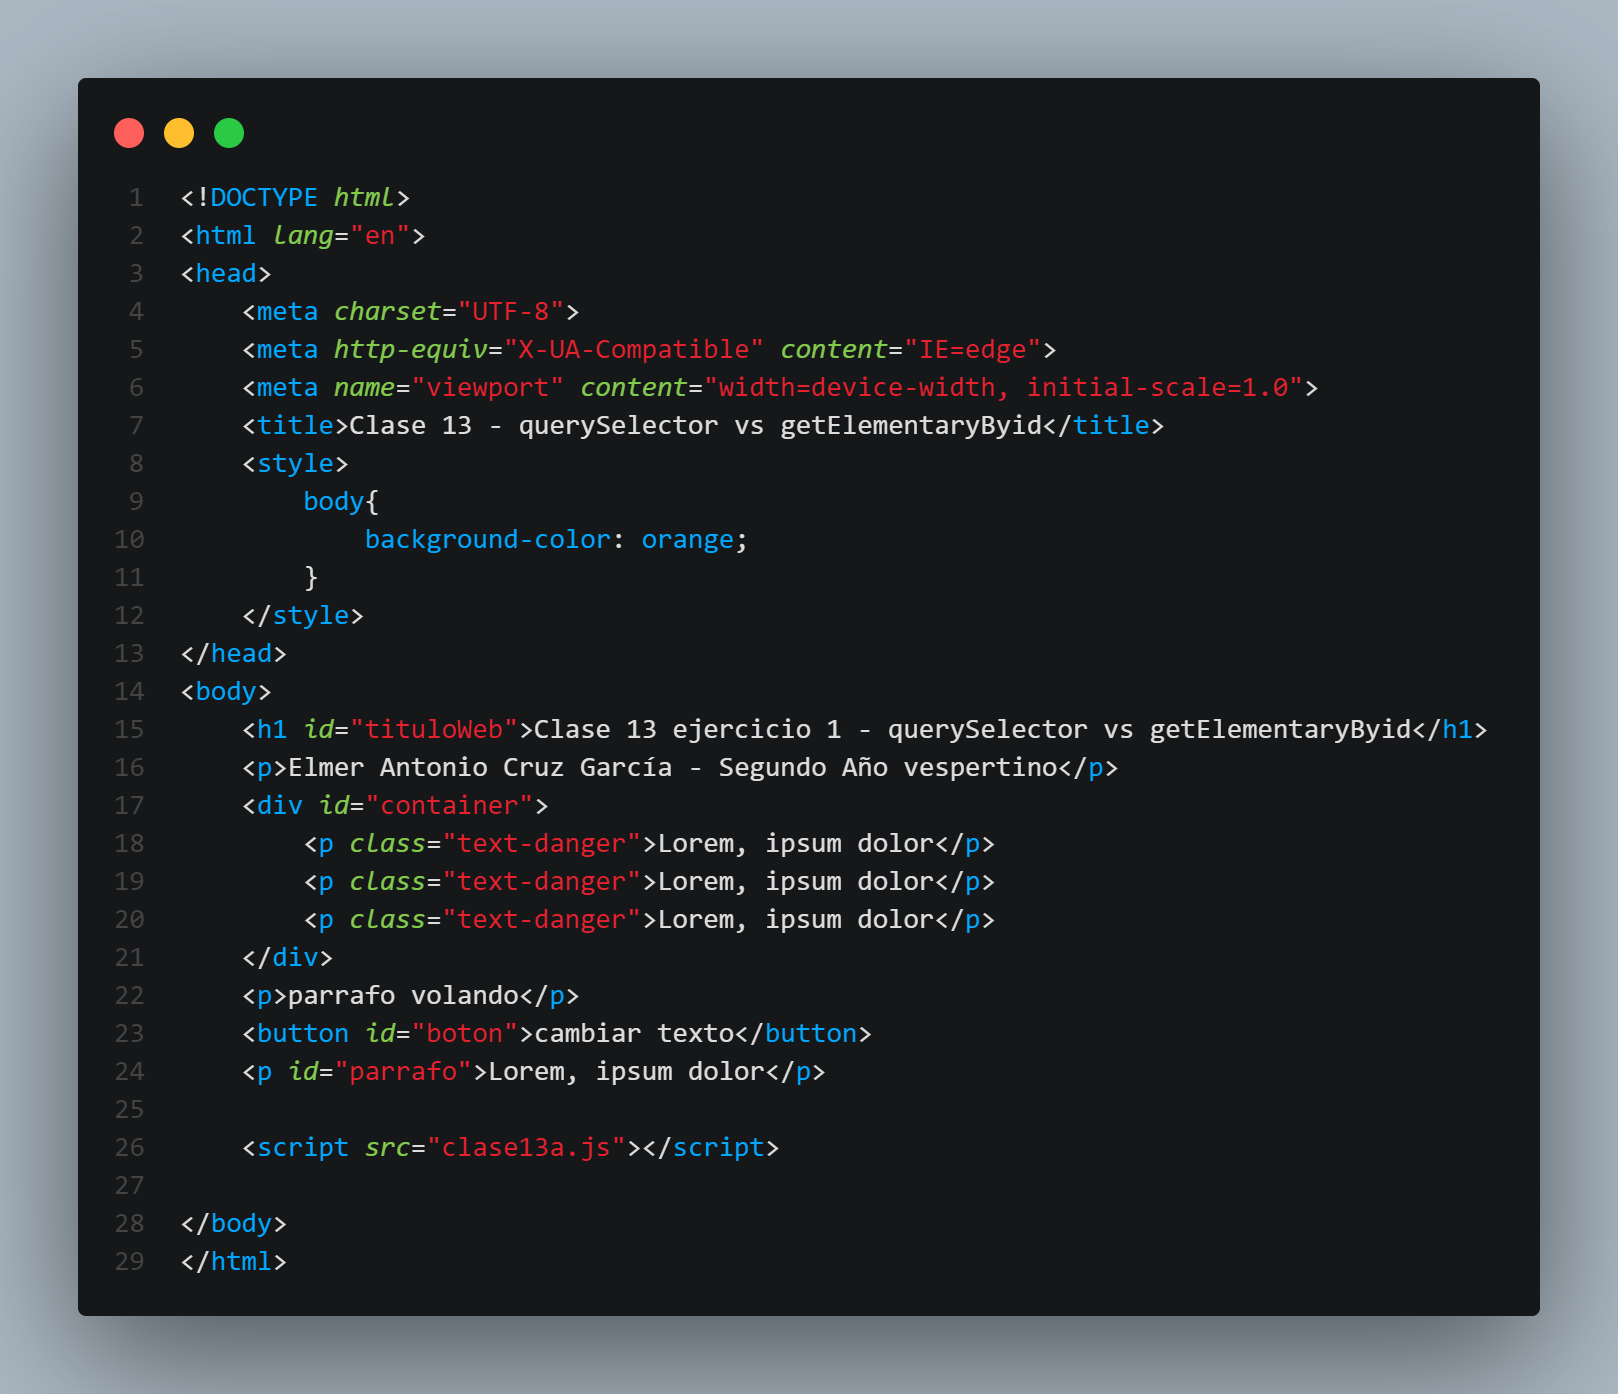 1 <!DOCTYPE html>
2 <html lang="en">
3 <head>
4     <meta charset="UTF-8">
5     <meta http-equiv="X-UA-Compatible" content="IE=edge">
6     <meta name="viewport" content="width=device-width, initial-scale=1.0">
7     <title>Clase 13 - querySelector vs getElementaryByid</title>
8     <style>
9         body{
10             background-color: orange;
11         }
12     </style>
13 </head>
14 <body>
15     <h1 id="tituloWeb">Clase 13 ejercicio 1 - querySelector vs getElementaryByid</h1>
16     <p>Elmer Antonio Cruz García - Segundo Año vespertino</p>
17     <div id="container">
18         <p class="text-danger">Lorem, ipsum dolor</p>
19         <p class="text-danger">Lorem, ipsum dolor</p>
20         <p class="text-danger">Lorem, ipsum dolor</p>
21     </div>
22     <p>parrafo volando</p>
23     <button id="boton">cambiar texto</button>
24     <p id="parrafo">Lorem, ipsum dolor</p>
25
26     <script src="clase13a.js"></script>
27
28 </body>
29 </html>